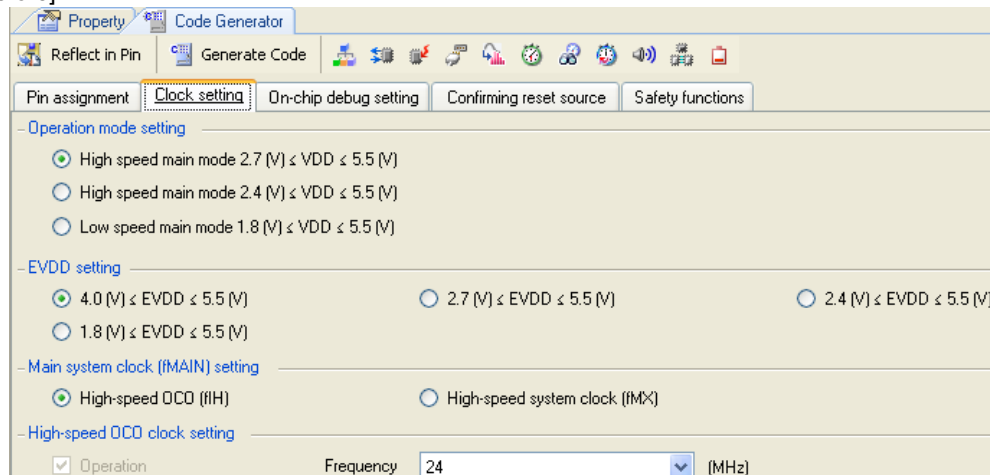 Property Code Generator
Reflect in Pin Generate Code
Pin assignment Clock setting On-chip debug setting Confirming reset source Safety functions
Operation mode setting
High speed main mode 2.7 (V) ≤ VDD ≤ 5.5 (V)
High speed main mode 2.4 (V) ≤ VDD ≤ 5.5 (V)
Low speed main mode 1.8 (V) ≤ VDD ≤ 5.5 (V)
EVDD setting
4.0 (V) ≤ EVDD ≤ 5.5 (V) 2.7 (V) ≤ EVDD ≤ 5.5 (V) 2.4 (V) ≤ EVDD ≤ 5.5 (V)
1.8 (V) ≤ EVDD ≤ 5.5 (V)
Main system clock (fMAIN) setting
High-speed OCO (fIH) High-speed system clock (fMX)
High-speed OCO clock setting
Operation Frequency 24 (MHz)